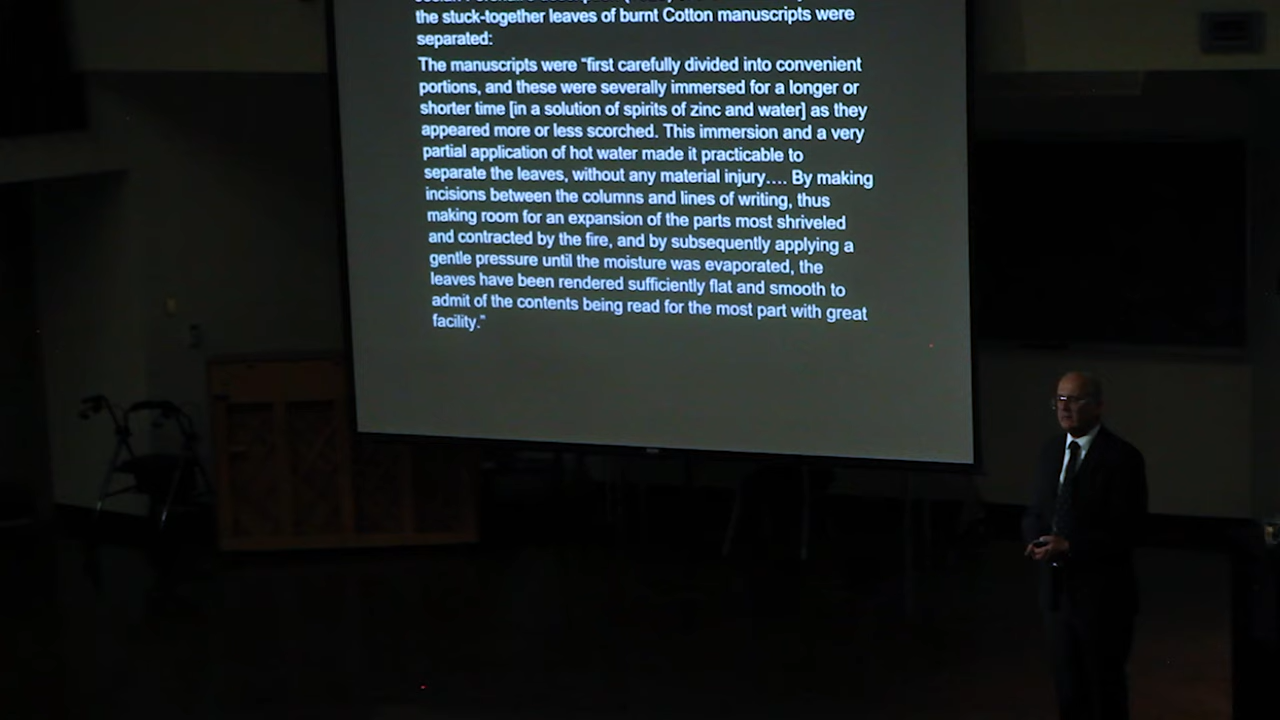 the stuck-together leaves of burnt Cotton manuscripts were
separated:
The manuscripts were “first carefully divided into convenient
portions, and these were severally immersed for a longer or
shorter time [in a solution of spirits of zinc and water] as they
appeared more or less scorched. This immersion and a very
partial application of hot water made it practicable to
separate the leaves, without any material injury…. By making
incisions between the columns and lines of writing, thus
making room for an expansion of the parts most shriveled
and contracted by the fire, and by subsequently applying a
gentle pressure until the moisture was evaporated, the
leaves have been rendered sufficiently flat and smooth to
admit of the contents being read for the most part with great
facility.”